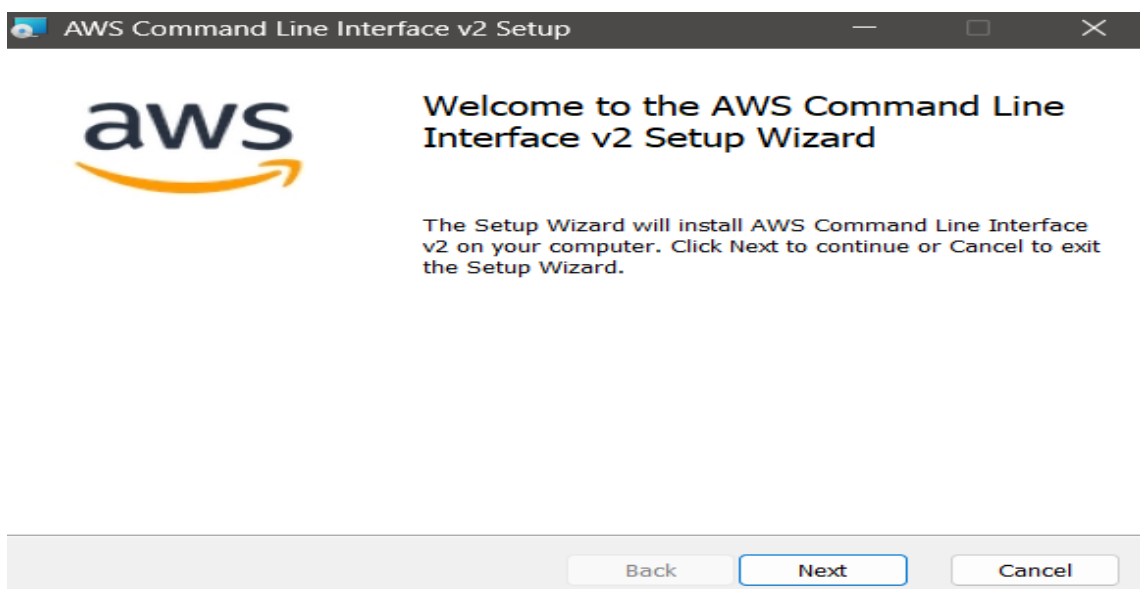 AWS Command Line Interface v2 Setup
aws
Welcome to the AWS Command Line
Interface v2 Setup Wizard
The Setup Wizard will install AWS Command Line Interface
v2 on your computer. Click Next to continue or Cancel to exit
the Setup Wizard.
Back Next Cancel